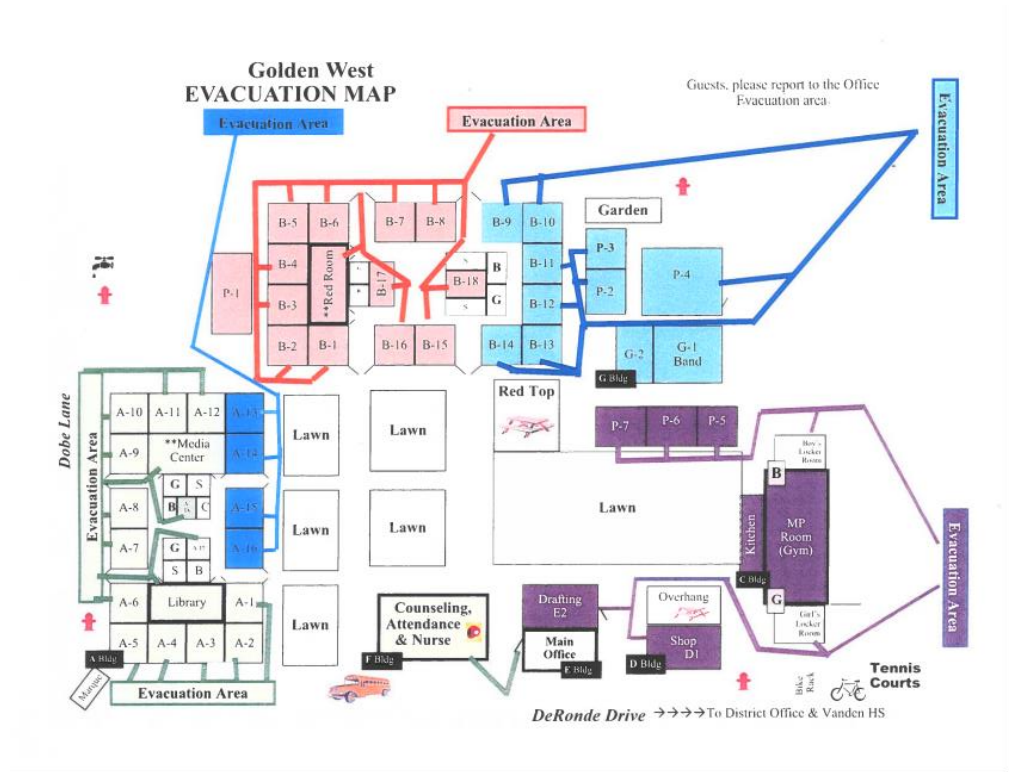 Golden West
EVACUATION MAP
Guests, please report to the Office
Evacuation area
Evacuation Area
Evacuation Area
Evacuation Area
B-5
B-6
B-7
B-8
B-9
B-10
Garden
B-4
**Red Room
B-17
B-18
B
G
S
B-11
P-3
P-2
P-4
P-1
B-3
B-12
B-2
B-1
B-16
B-15
B-14
B-13
G-2
G-1
Band
G Bldg
Dobe Lane
Evacuation Area
A-10
A-11
A-12
A-13
A-9
**Media
Center
A-14
G
S
B
C
A-8
A-15
A-7
G
A-17
S
B
A-16
A-6
Library
A-1
A-5
A-4
A-3
A-2
A Bldg
Marque
Evacuation Area
Lawn
Lawn
Lawn
Lawn
Lawn
Red Top
Lawn
P-7
P-6
P-5
Boy's
Locker
Room
B
Kitchen
MP
Room
(Gym)
C Bldg
G
Girl's
Locker
Room
Evacuation Area
Counseling,
Attendance
& Nurse
F Bldg
Drafting
E2
Main
Office
E Bldg
Overhang
Shop
D1
D Bldg
Bike
Rack
Tennis
Courts
DeRonde Drive →→→→To District Office & Vanden HS